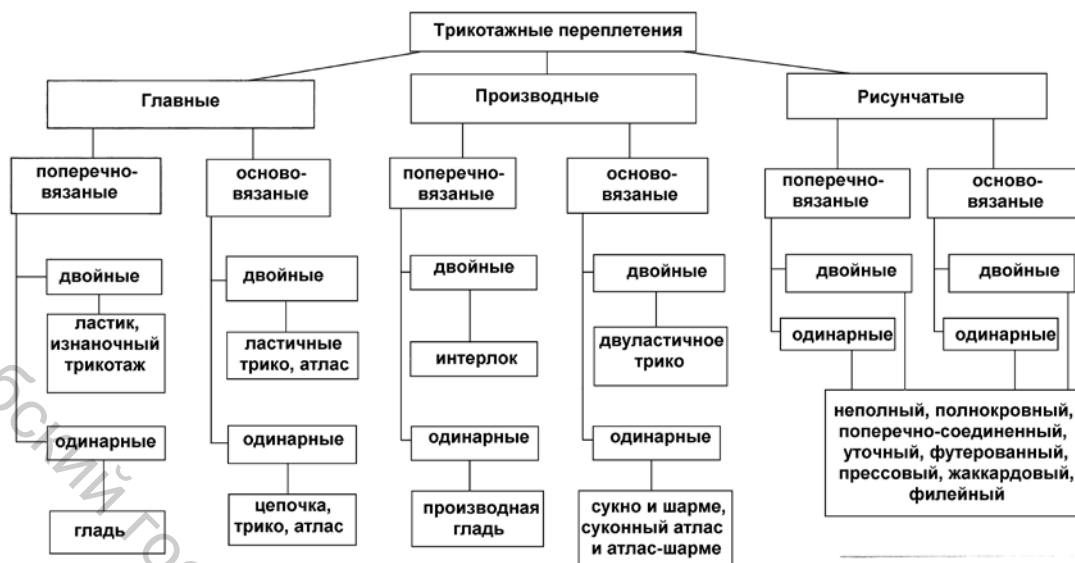 Трикотажные переплетения
Главные
Производные
Рисунчатые
поперечно-
вязаные
осново-
вязаные
поперечно-
вязаные
осново-
вязаные
поперечно-
вязаные
осново-
вязаные
двойные
двойные
двойные
двойные
двойные
двойные
ластик,
изнаночный
трикотаж
ластичные
трико, атлас
интерлок
двуластичное
трико
одинарные
одинарные
неполный, полнокровный,
поперечно-соединенный,
уточный, футерованный,
прессовый, жаккардовый,
филейный
одинарные
одинарные
одинарные
одинарные
гладь
цепочка,
трико, атлас
производная
гладь
сукно и шарме,
суконный атлас
и атлас-шарме